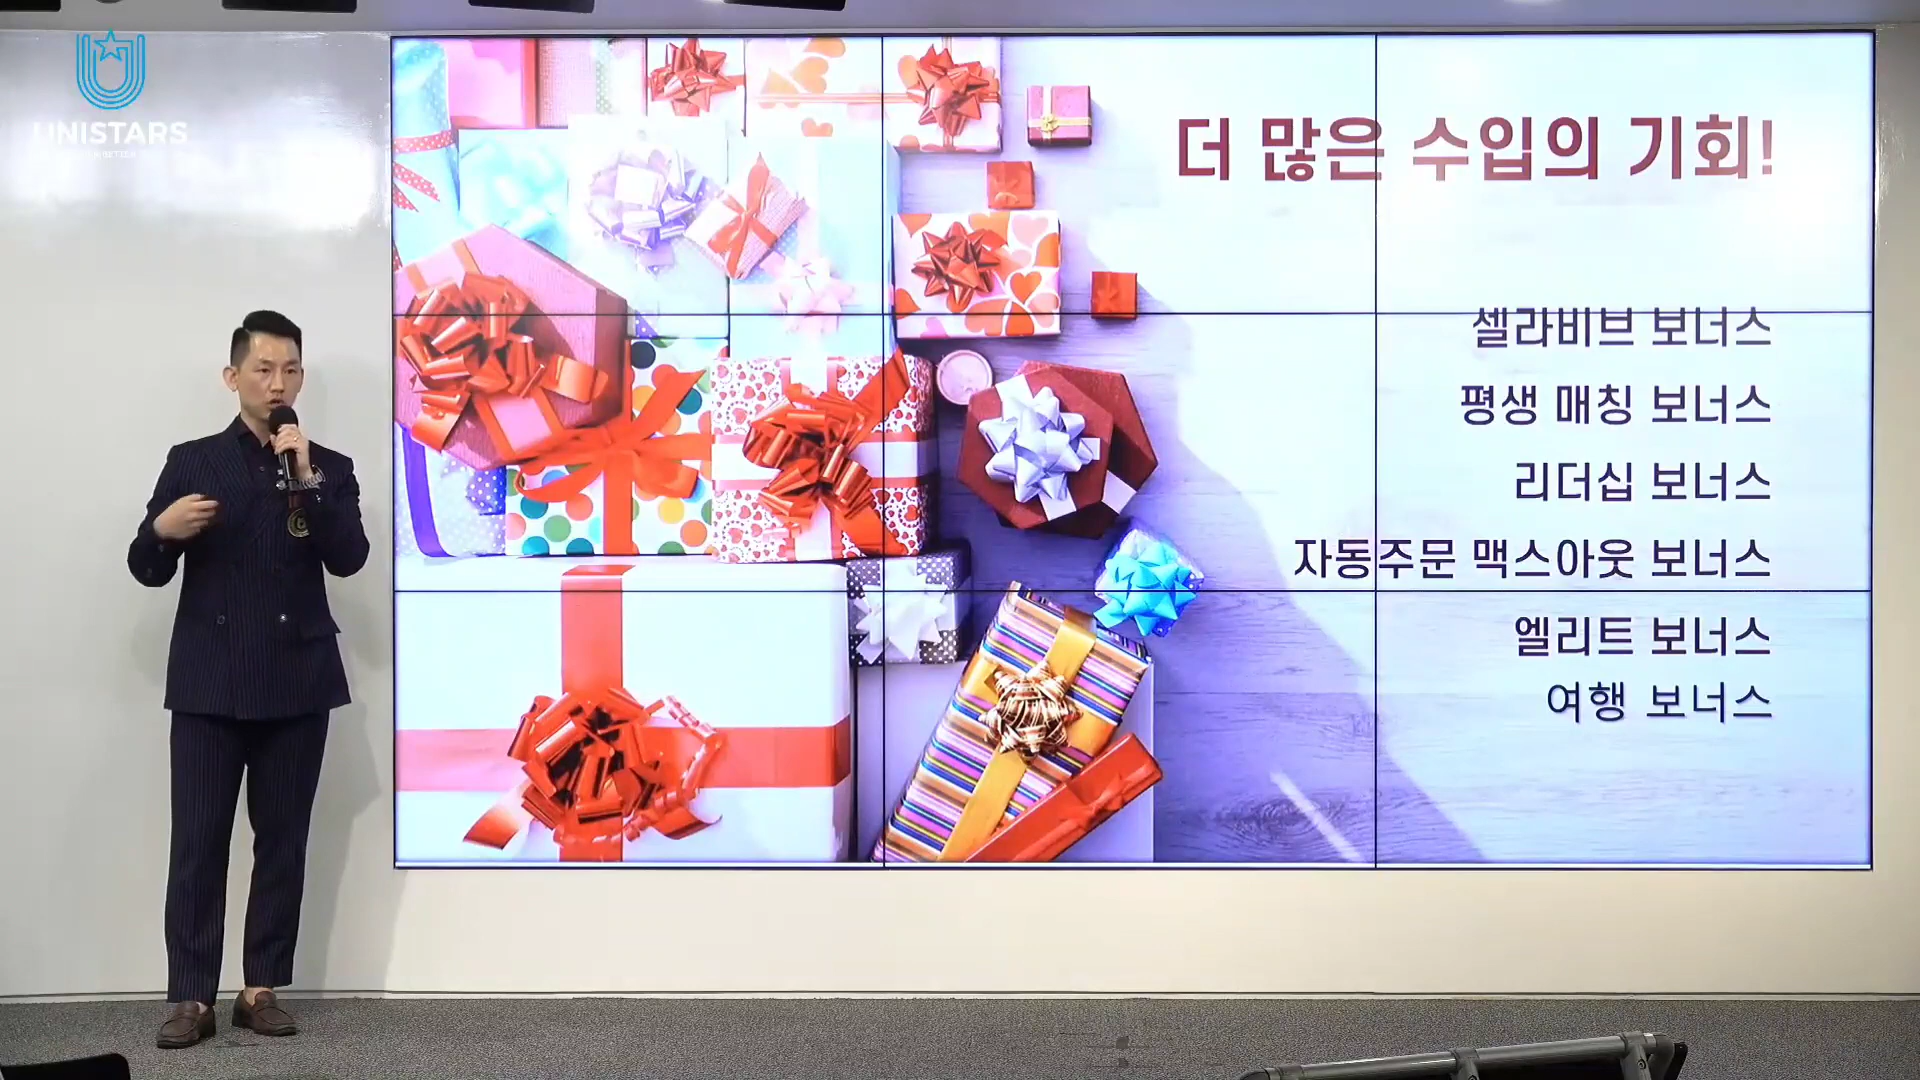 UNISTARS
더 많은 수입의 기회!
셀라비브 보너스
평생 매칭 보너스
리더십 보너스
자동주문 맥스아웃 보너스
엘리트 보너스
여행 보너스